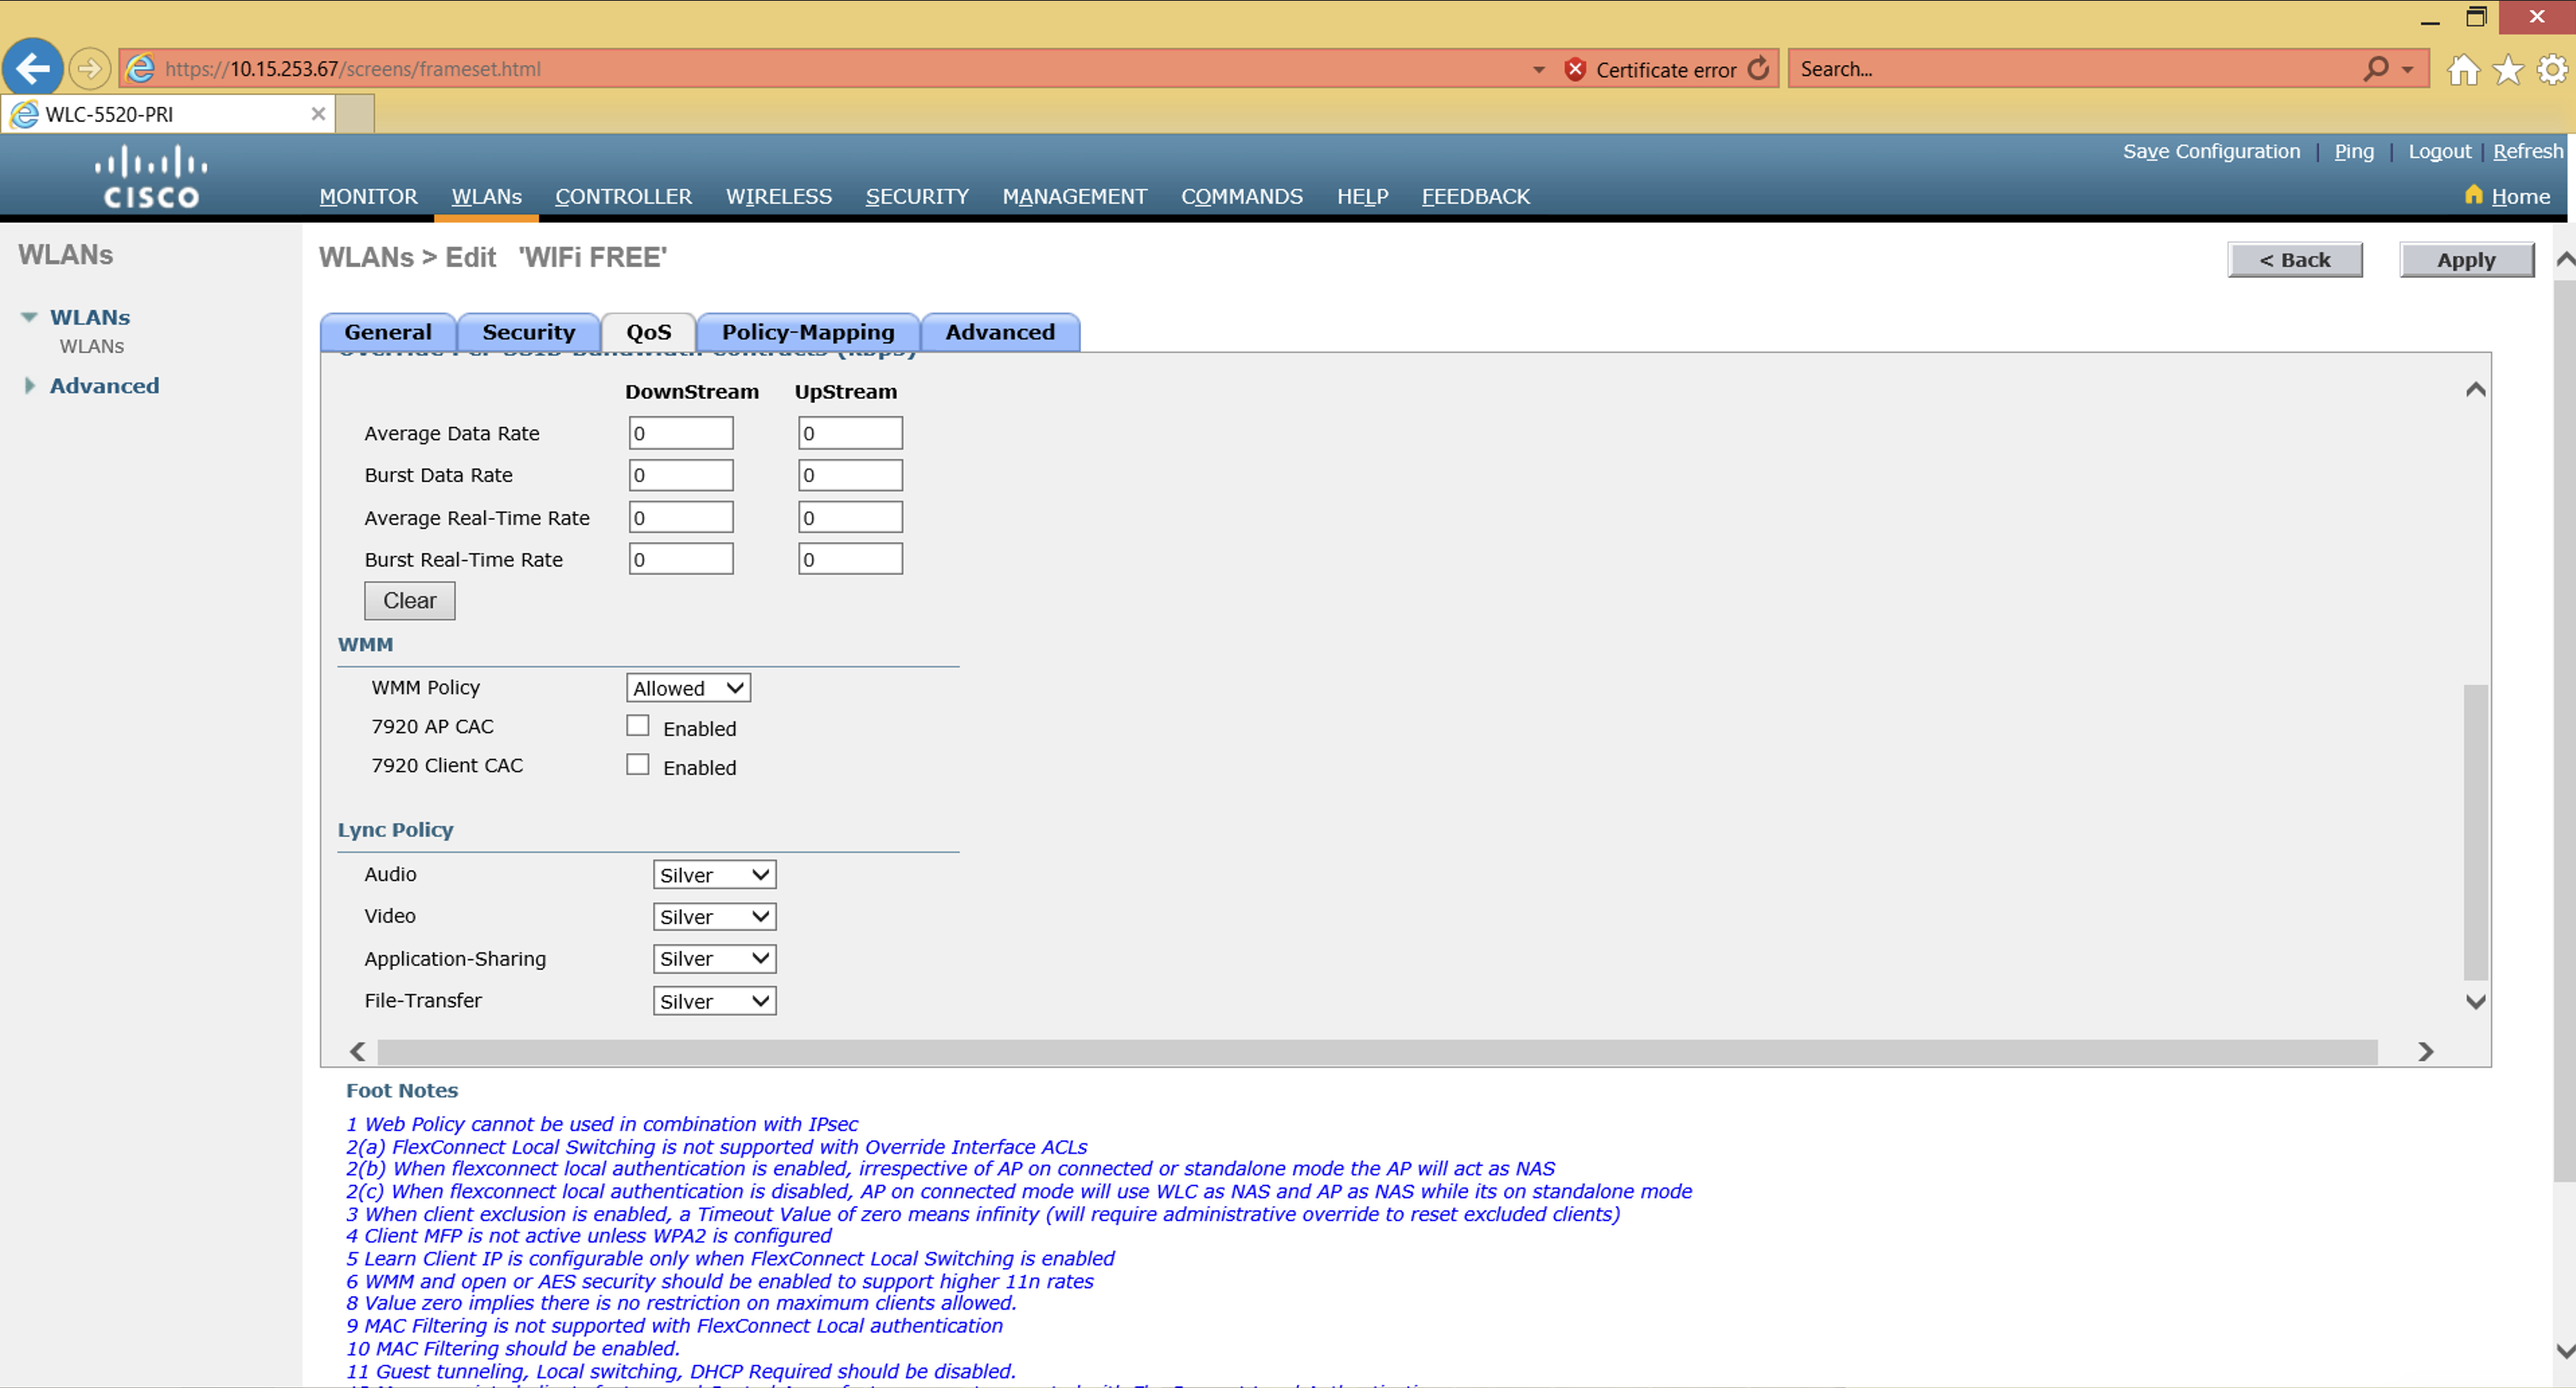 https://10.15.253.67/screens/frameset.html
Certificate error
Search...
WLC-5520-PRI
Save Configuration | Ping | Logout | Refresh
CISCO
MONITOR WLANs CONTROLLER WIRELESS SECURITY MANAGEMENT COMMANDS HELP FEEDBACK
Home
WLANs
WLANs
WLANs
Advanced
WLANs > Edit 'WIFi FREE'
< Back
Apply
General Security QoS Policy-Mapping Advanced
Override Per-SSID Bandwidth Contracts (kbps)
DownStream UpStream
Average Data Rate 0 0
Burst Data Rate 0 0
Average Real-Time Rate 0 0
Burst Real-Time Rate 0 0
Clear
WMM
WMM Policy Allowed
7920 AP CAC Enabled
7920 Client CAC Enabled
Lync Policy
Audio Silver
Video Silver
Application-Sharing Silver
File-Transfer Silver
Foot Notes
1 Web Policy cannot be used in combination with IPsec
2(a) FlexConnect Local Switching is not supported with Override Interface ACLs
2(b) When flexconnect local authentication is enabled, irrespective of AP on connected or standalone mode the AP will act as NAS
2(c) When flexconnect local authentication is disabled, AP on connected mode will use WLC as NAS and AP as NAS while its on standalone mode
3 When client exclusion is enabled, a Timeout Value of zero means infinity (will require administrative override to reset excluded clients)
4 Client MFP is not active unless WPA2 is configured
5 Learn Client IP is configurable only when FlexConnect Local Switching is enabled
6 WMM and open or AES security should be enabled to support higher 11n rates
8 Value zero implies there is no restriction on maximum clients allowed.
9 MAC Filtering is not supported with FlexConnect Local authentication
10 MAC Filtering should be enabled.
11 Guest tunneling, Local switching, DHCP Required should be disabled.